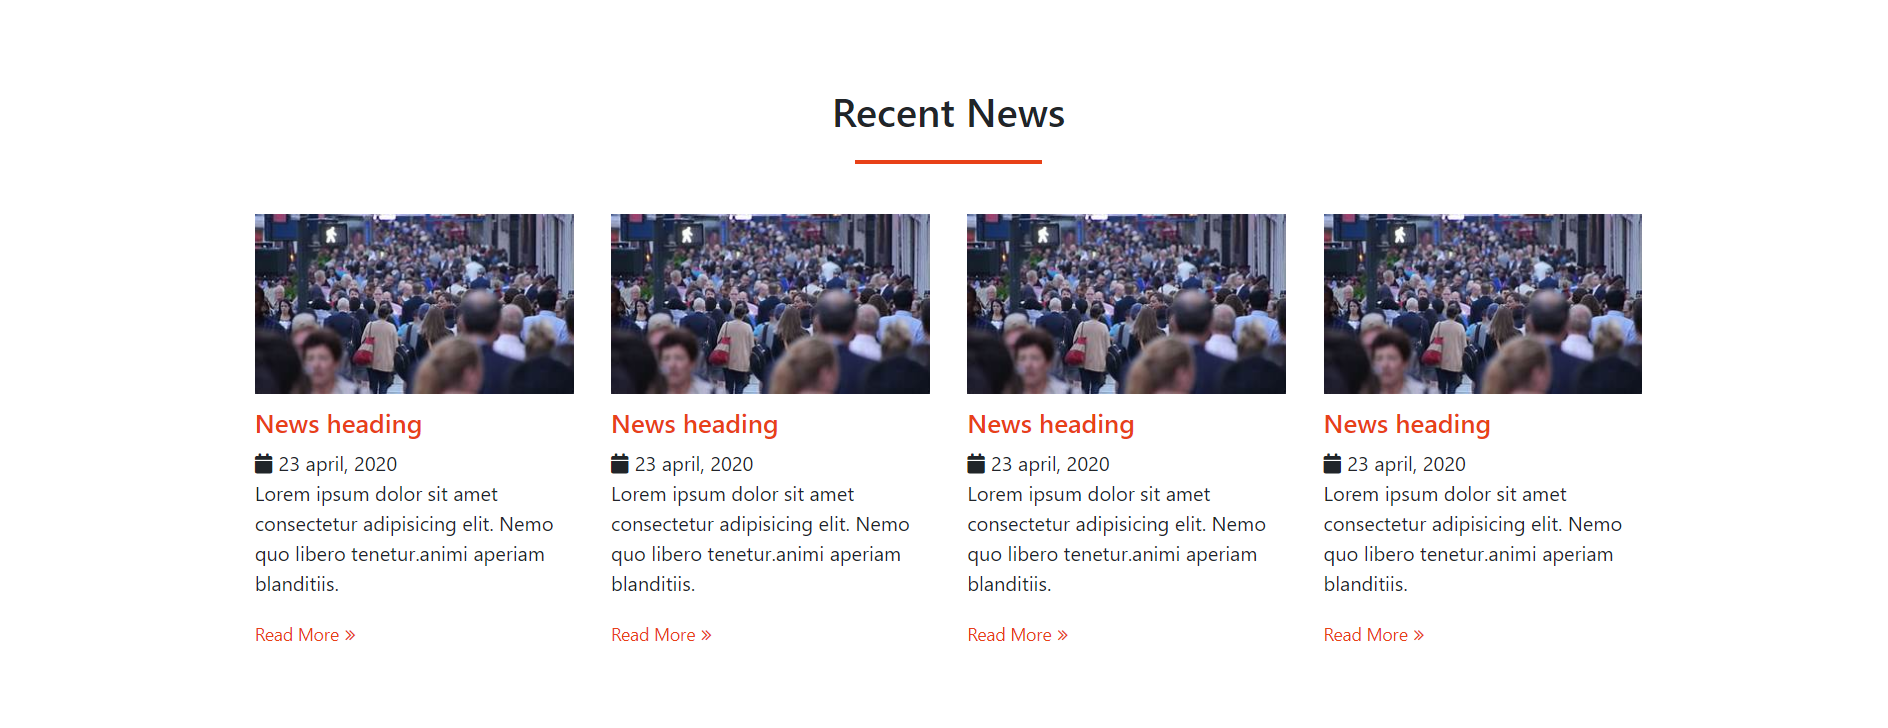 Recent News
News heading
23 april, 2020
Lorem ipsum dolor sit amet
consectetur adipisicing elit. Nemo
quo libero tenetur.animi aperiam
blanditiis.
Read More »
News heading
23 april, 2020
Lorem ipsum dolor sit amet
consectetur adipisicing elit. Nemo
quo libero tenetur.animi aperiam
blanditiis.
Read More »
News heading
23 april, 2020
Lorem ipsum dolor sit amet
consectetur adipisicing elit. Nemo
quo libero tenetur.animi aperiam
blanditiis.
Read More »
News heading
23 april, 2020
Lorem ipsum dolor sit amet
consectetur adipisicing elit. Nemo
quo libero tenetur.animi aperiam
blanditiis.
Read More »